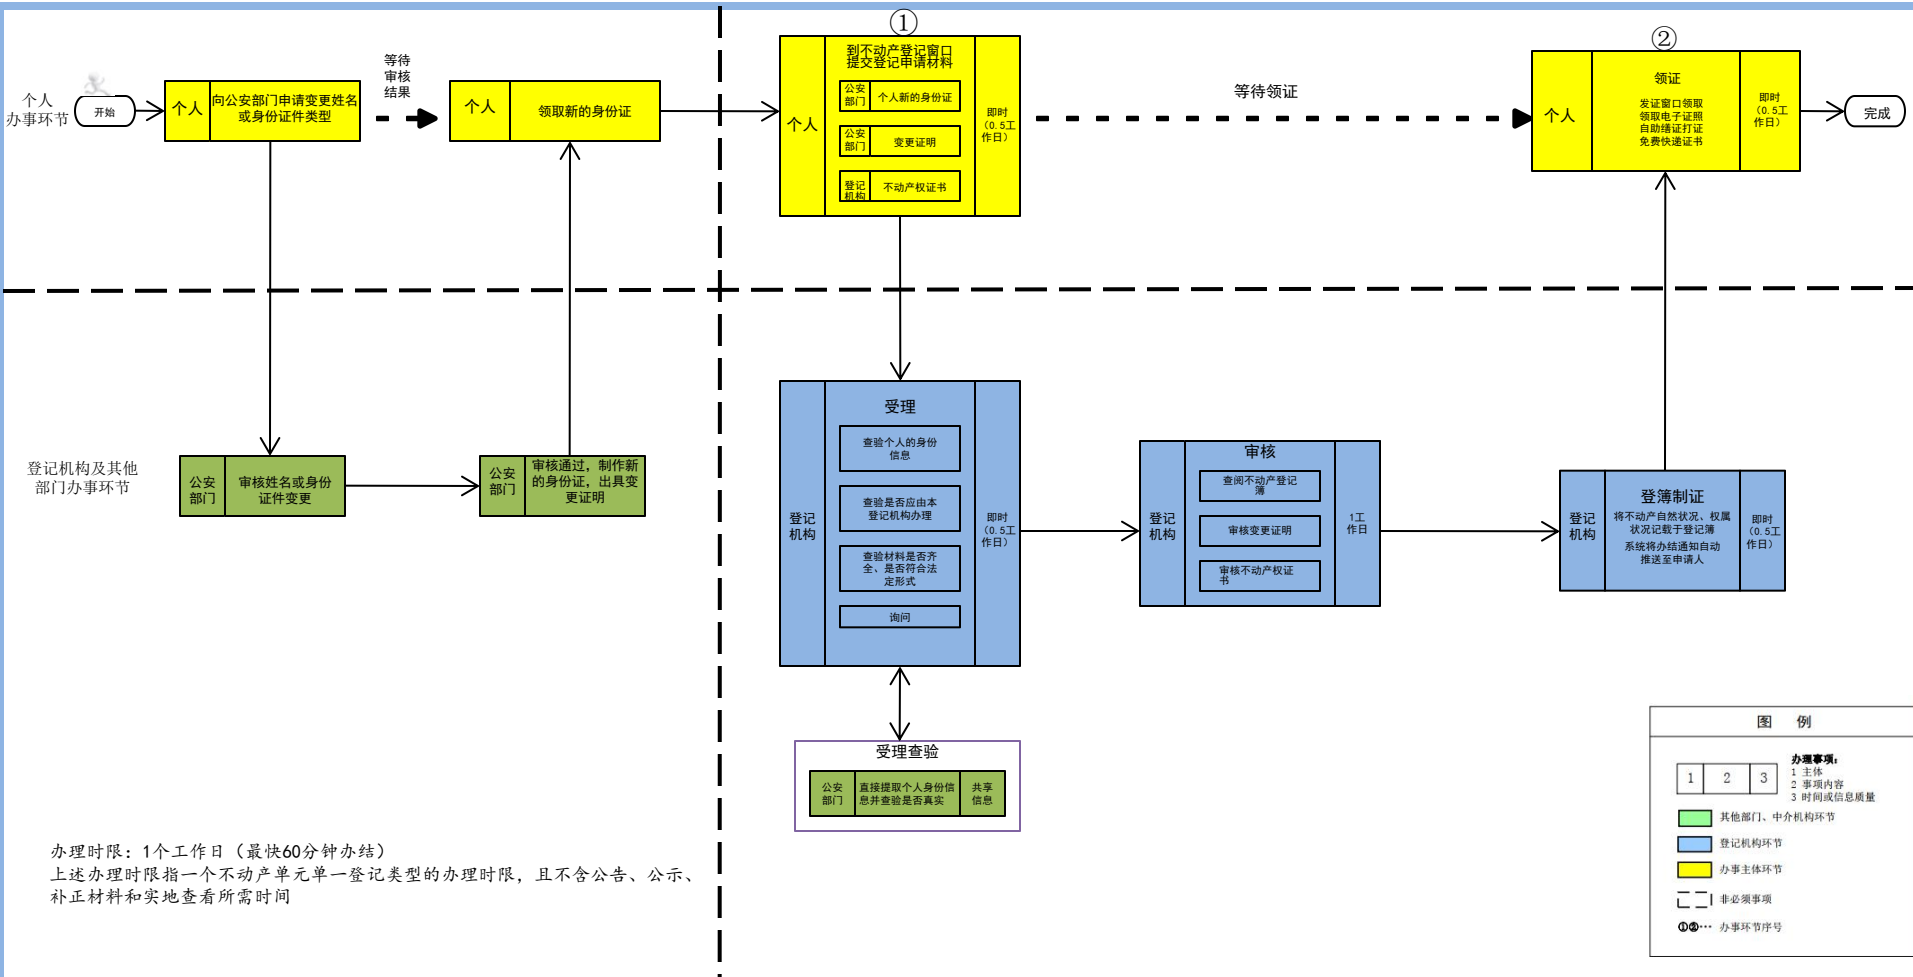 个人
办事环节
开始
个人
向公安部门申请变更姓名
或身份证件类型
等待
审核
结果
个人
领取新的身份证
①
个人
到不动产登记窗口
提交登记申请材料
公安
部门
个人新的身份证
公安
部门
变更证明
登记
机构
不动产权证书
即时
（0.5工
作日）
等待领证
②
个人
领证
发证窗口领取
领取电子证照
自助缮证打证
免费快递证书
即时
（0.5工
作日）
完成
登记机构及其他
部门办事环节
公安
部门
审核姓名或身份
证件变更
公安
部门
审核通过，制作新
的身份证，出具变
更证明
登记
机构
受理
查验个人的身份
信息
查验是否应由本
登记机构办理
查验材料是否齐
全、是否符合法
定形式
询问
即时
（0.5工
作日）
登记
机构
审核
查阅不动产登记
簿
审核变更证明
审核不动产权证
书
1工
作日
登记
机构
登簿制证
将不动产自然状况、权属
状况记载于登记簿
系统将办结通知自动
推送至申请人
即时
（0.5工
作日）
受理查验
公安
部门
直接提取个人身份信
息并查验是否真实
共享
信息
办理时限：1个工作日（最快60分钟办结）
上述办理时限指一个不动产单元单一登记类型的办理时限，且不含公告、公示、
补正材料和实地查看所需时间
图 例
1 2 3
办理事项：
1 主体
2 事项内容
3 时间或信息质量
其他部门、中介机构环节
登记机构环节
办事主体环节
非必须事项
①②… 办事环节序号